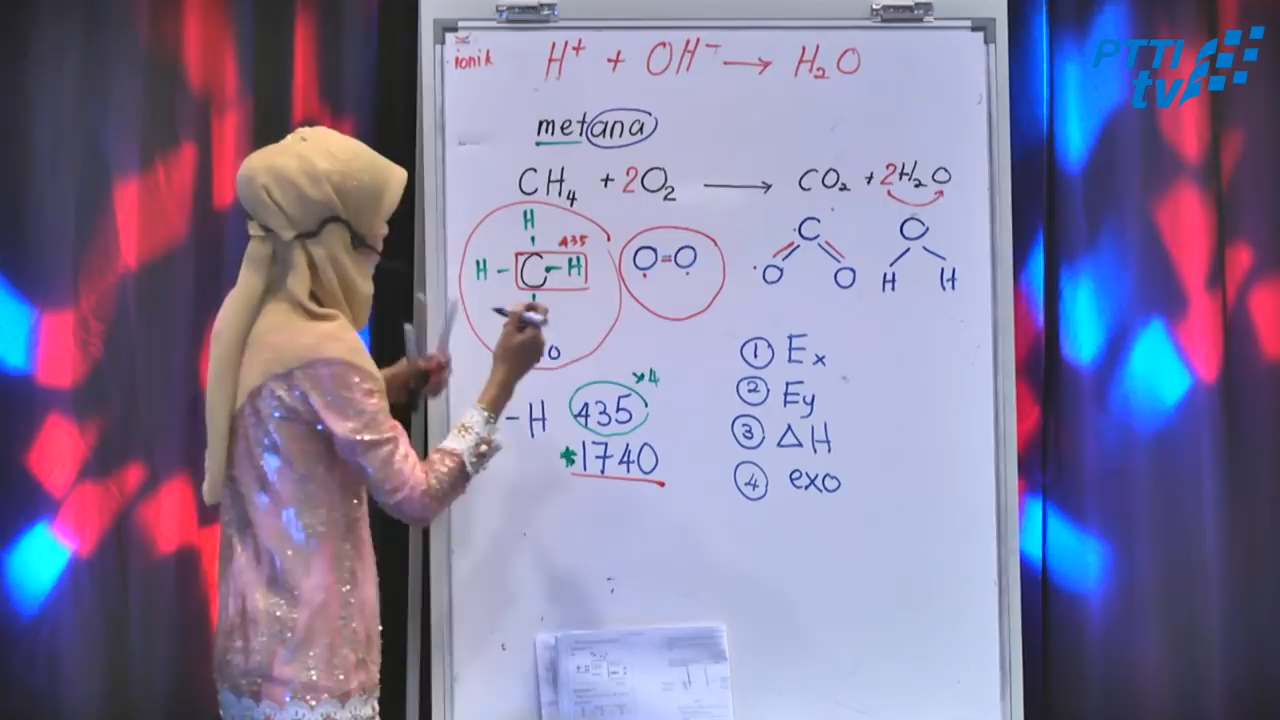 PTTI
tv
ionik
H⁺ + OH⁻ → H₂O
metana
CH₄ + 2O₂ → CO₂ + 2H₂O
H
H - C - H 435
O=O
C
O O
O
H H
① Ex
- H 435 ×4
② Ey
*1740
③ ΔH
④ exo